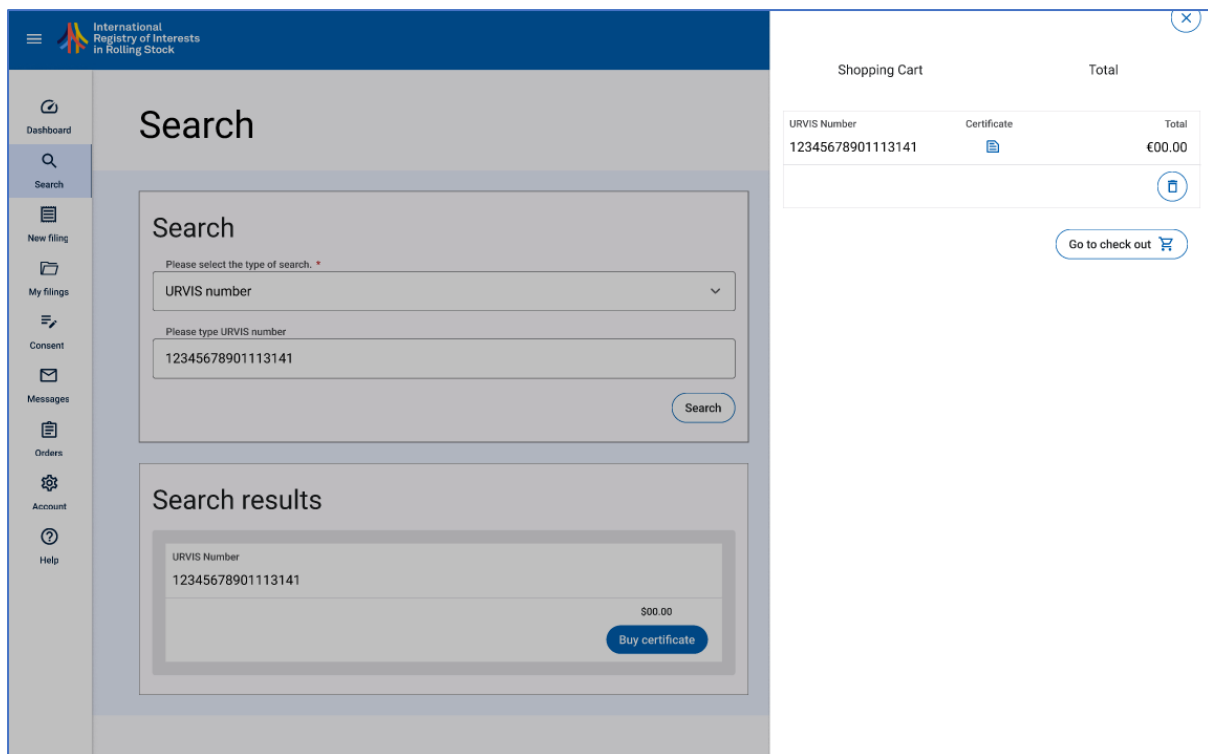 International
Registry of Interests
in Rolling Stock
Dashboard
Search
New filing
My filings
Consent
Messages
Orders
Account
Help
Search
Search
Please select the type of search. *
URVIS number
Please type URVIS number
12345678901113141
Search
Search results
URVIS Number
12345678901113141
$00.00
Buy certificate
Shopping Cart Total
URVIS Number Certificate Total
12345678901113141 €00.00
Go to check out